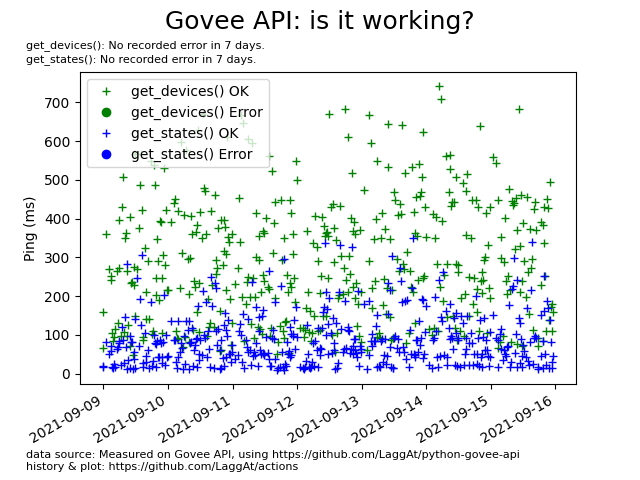 Govee API: is it working?
get_devices(): No recorded error in 7 days.
get_states(): No recorded error in 7 days.
get_devices() OK
get_devices() Error
get_states() OK
get_states() Error
Ping (ms)
700
600
500
400
300
200
100
0
2021-09-09
2021-09-10
2021-09-11
2021-09-12
2021-09-13
2021-09-14
2021-09-15
2021-09-16
data source: Measured on Govee API, using https://github.com/LaggAt/python-govee-api
history & plot: https://github.com/LaggAt/actions